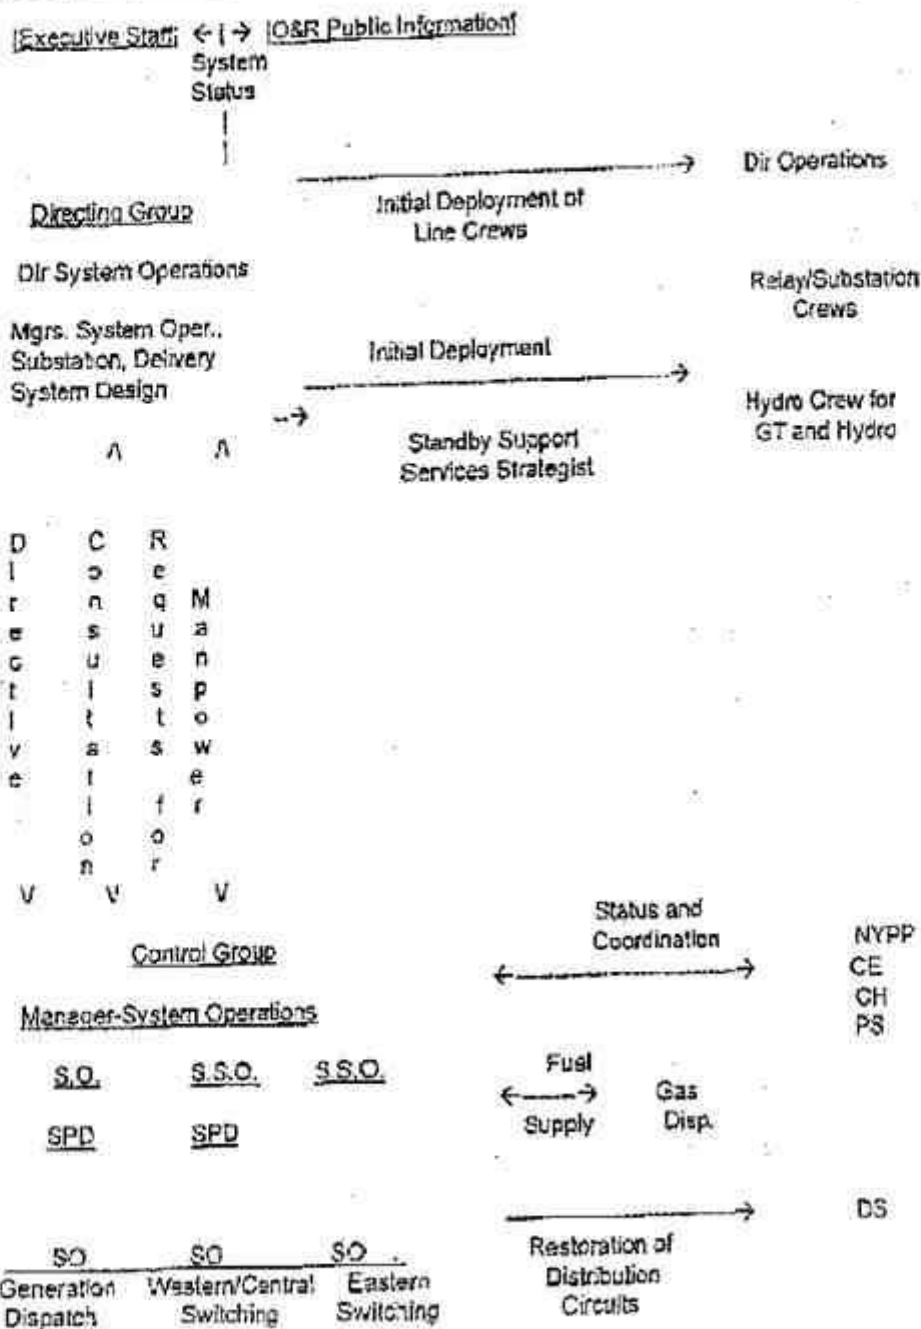 Executive Staff ← | → O&R Public Information
System
Status
Directing Group
Initial Deployment of
Line Crews
Dir Operations
Dir System Operations
Relay/Substation
Crews
Mgrs. System Oper.,
Substation, Delivery
System Design
Initial Deployment
Hydro Crew for
GT and Hydro
Standby Support
Services Strategist
Directive
Consultation
Requests for
Manpower
Status and
Coordination
NYPP
CE
CH
PS
Control Group
Manager-System Operations
S.O. S.S.O. S.S.O.
Fuel
Supply
Gas
Disp.
SPD SPD
DS
SO SO SO
Generation
Dispatch
Western/Central
Switching
Eastern
Switching
Restoration of
Distribution
Circuits